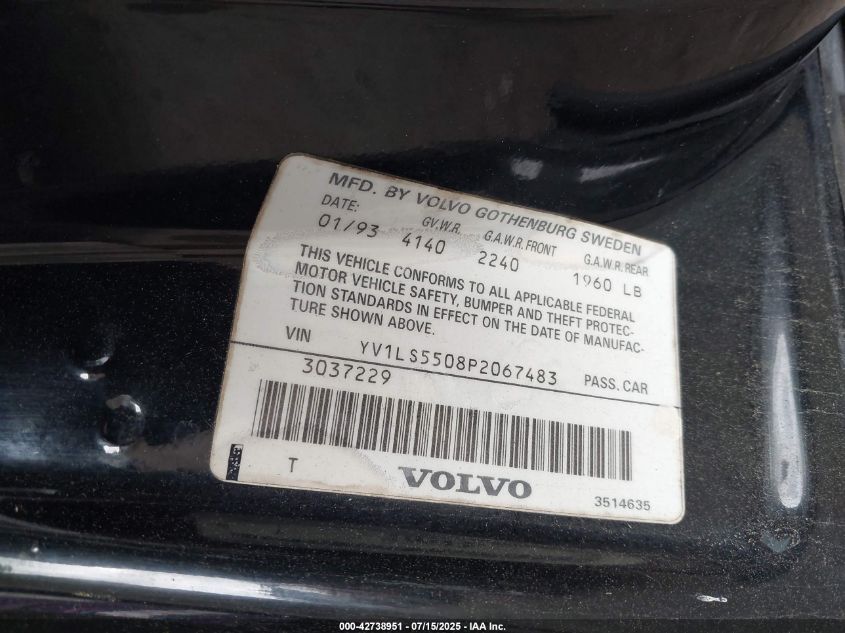 MFD. BY VOLVO GOTHENBURG SWEDEN
DATE: G.V.W.R. G.A.W.R. FRONT G.A.W.R. REAR
01/93 4140 2240 1960 LB
THIS VEHICLE CONFORMS TO ALL APPLICABLE FEDERAL
MOTOR VEHICLE SAFETY, BUMPER AND THEFT PROTEC-
TION STANDARDS IN EFFECT ON THE DATE OF MANUFAC-
TURE SHOWN ABOVE.
VIN YV1LS5508P2067483 PASS. CAR
3037229
T VOLVO 3514635
000-42738951 - 07/15/2025 - IAA Inc.